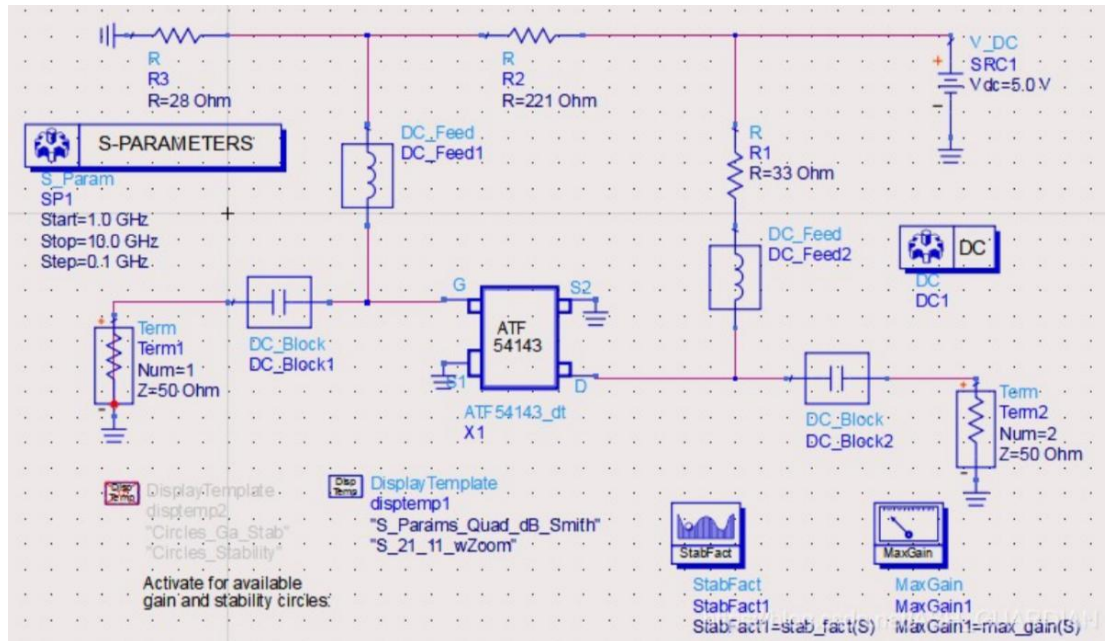 R
R3
R=28 Ohm
R
R2
R=221 Ohm
V_DC
SRC1
Vdc=5.0 V
S-PARAMETERS
S_Param
SP1
Start=1.0 GHz
Stop=10.0 GHz
Step=0.1 GHz
DC_Feed
DC_Feed1
R
R1
R=33 Ohm
DC_Feed
DC_Feed2
DC
DC
DC1
Term
Term1
Num=1
Z=50 Ohm
DC_Block
DC_Block1
G
S2
ATF
54143
S1
D
ATF54143_dt
X1
DC_Block
DC_Block2
Term
Term2
Num=2
Z=50 Ohm
Disp
Temp
DisplayTemplate
disptemp2
"Circles_Ga_Stab"
"Circles_Stability"
Activate for available
gain and stability circles:
Disp
Temp
DisplayTemplate
disptemp1
"S_Params_Quad_dB_Smith"
"S_21_11_wZoom"
StabFact
StabFact
StabFact1
StabFact1=stab_fact(S)
MaxGain
MaxGain
MaxGain1
MaxGain1=max_gain(S)